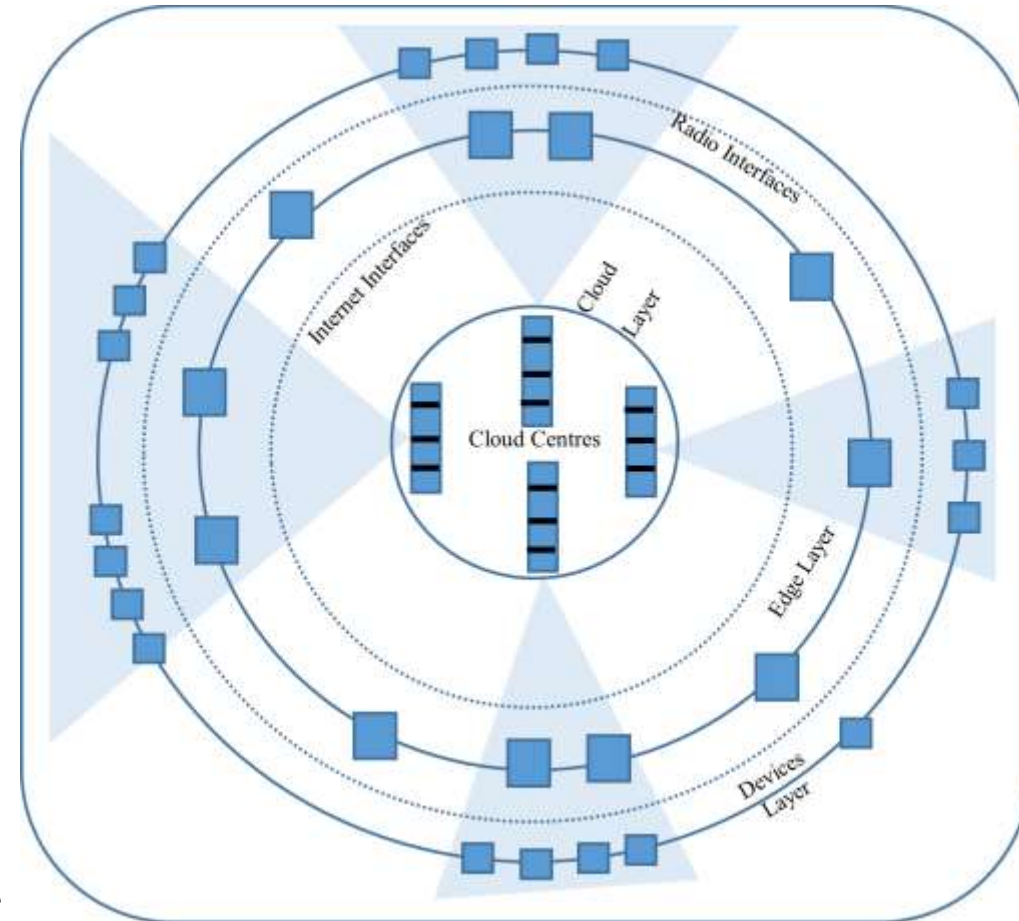 Radio Interfaces
Internet Interfaces
Cloud
Layer
Cloud Centres
Edge Layer
Devices
Layer